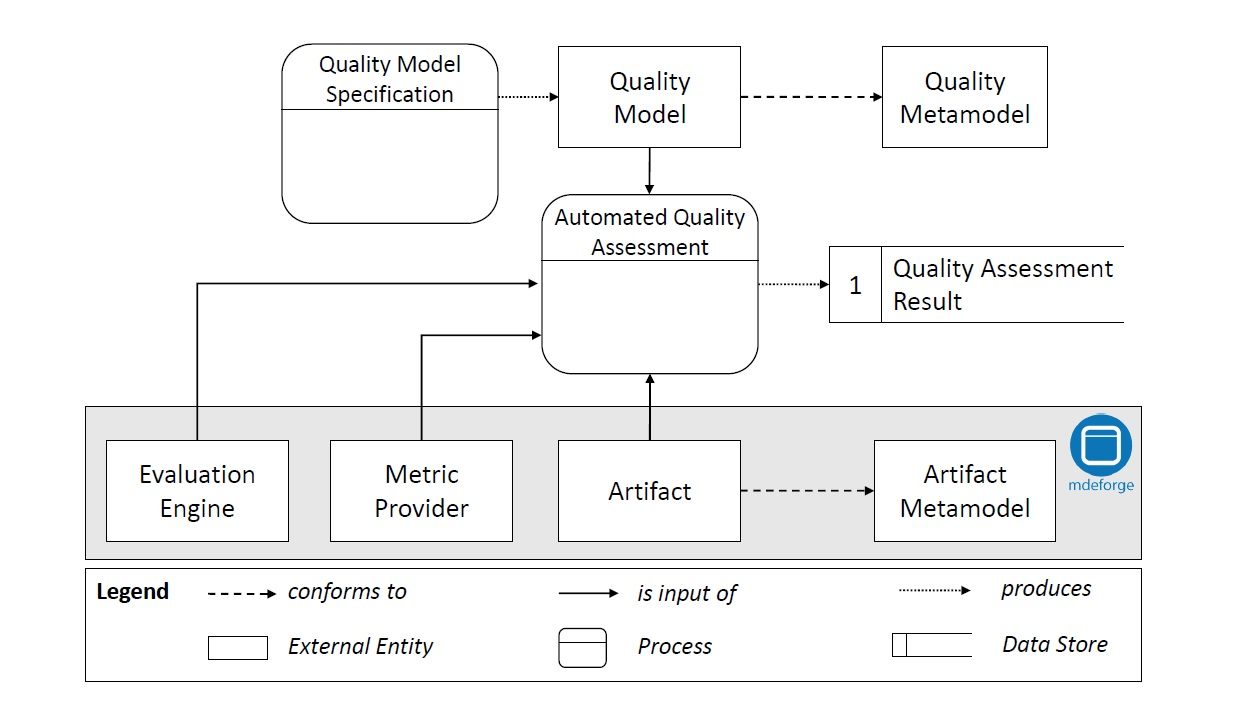 Quality Model
Specification
Quality
Model
Quality
Metamodel
Automated Quality
Assessment
1
Quality Assessment
Result
Evaluation
Engine
Metric
Provider
Artifact
Artifact
Metamodel
mdeforge
Legend
conforms to
is input of
produces
External Entity
Process
Data Store